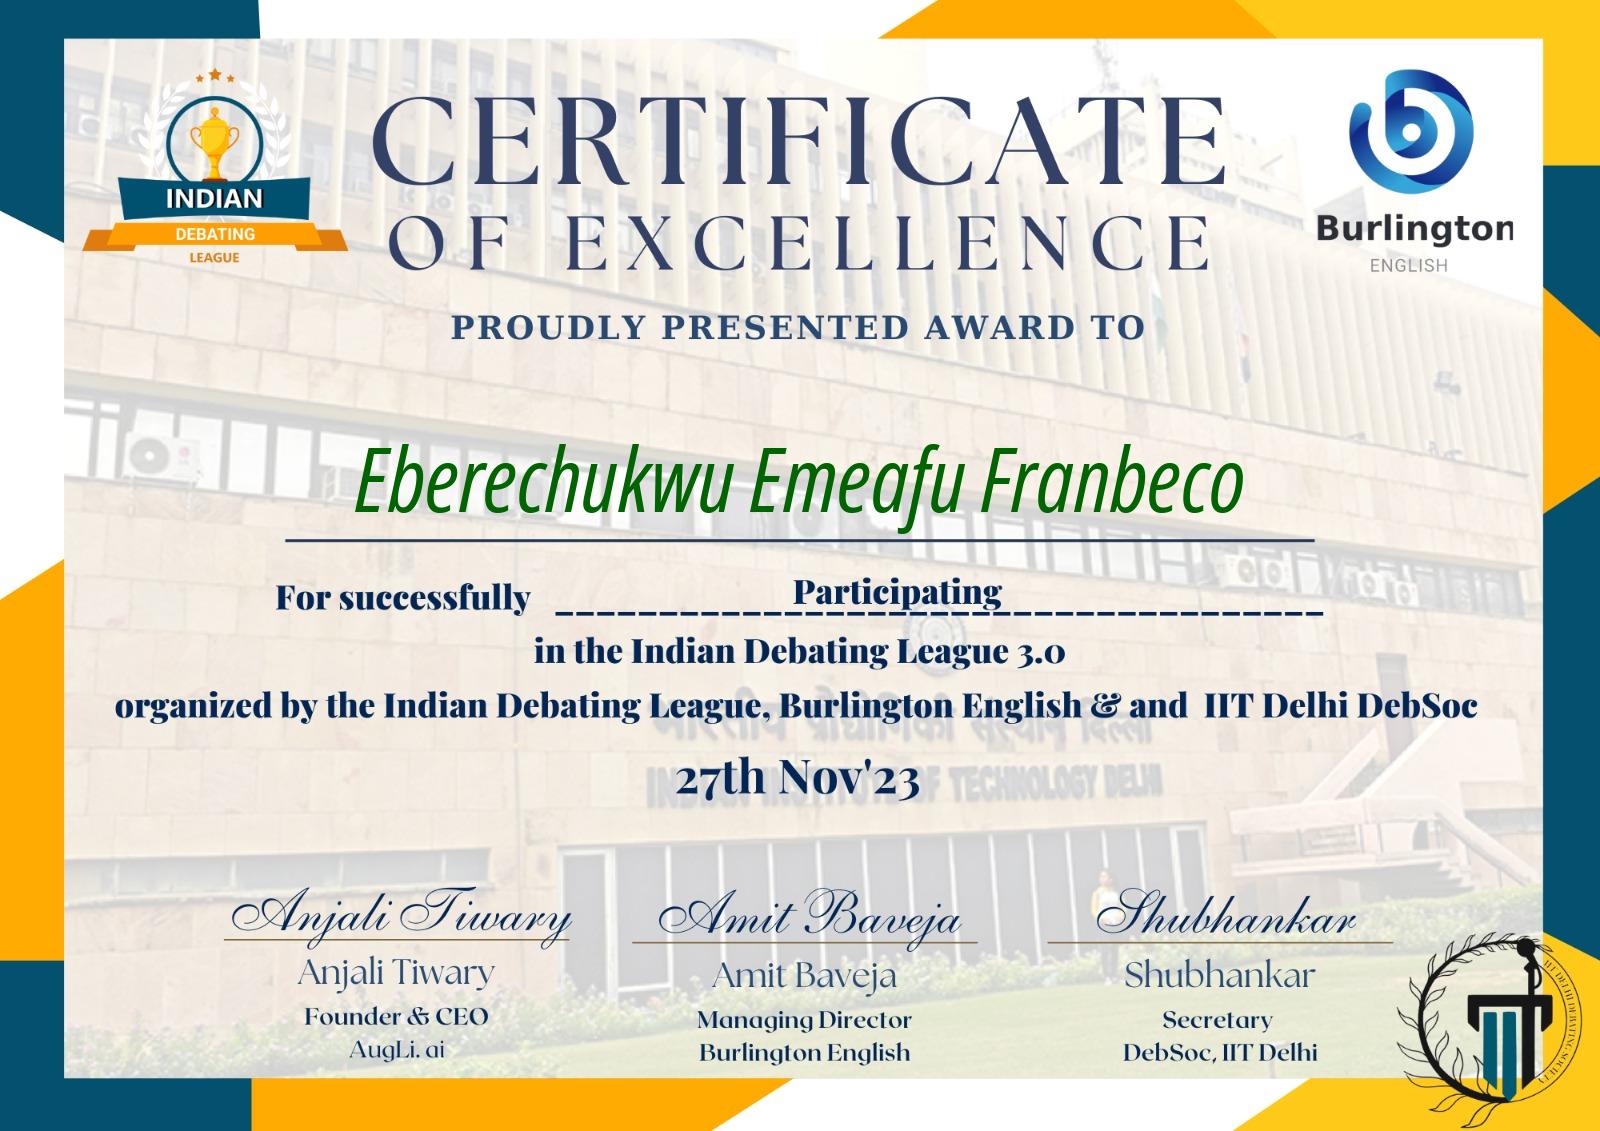 INDIAN
DEBATING
LEAGUE
CERTIFICATE
OF EXCELLENCE
Burlington
ENGLISH
PROUDLY PRESENTED AWARD TO
Eberechukwu Emeafu Franbeco
For successfully Participating
in the Indian Debating League 3.0
organized by the Indian Debating League, Burlington English & and IIT Delhi DebSoc
भारतीय प्रौद्योगिकी संस्थान दिल्ली
27th Nov'23
INDIAN INSTITUTE OF TECHNOLOGY DELHI
Anjali Tiwary
Amit Baveja
Shubhankar
Anjali Tiwary
Amit Baveja
Shubhankar
Founder & CEO
Managing Director
Secretary
AugLi. ai
Burlington English
DebSoc, IIT Delhi
IIT DELHI DEBATING SOCIETY